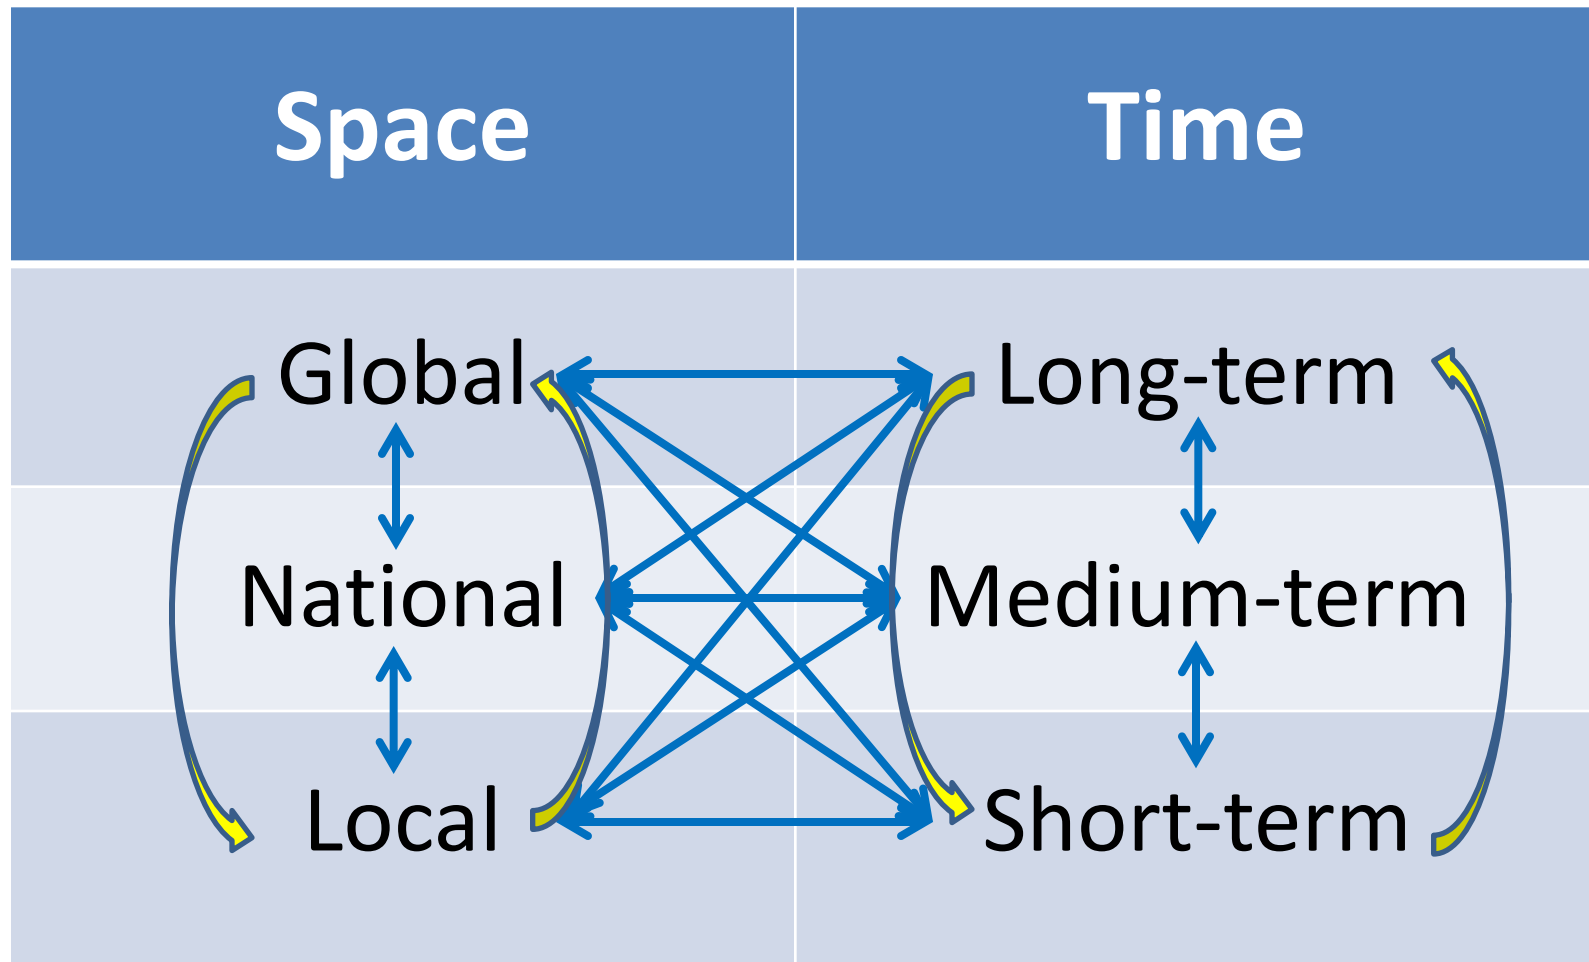 Space
Time
Global
Long-term
National
Medium-term
Local
Short-term